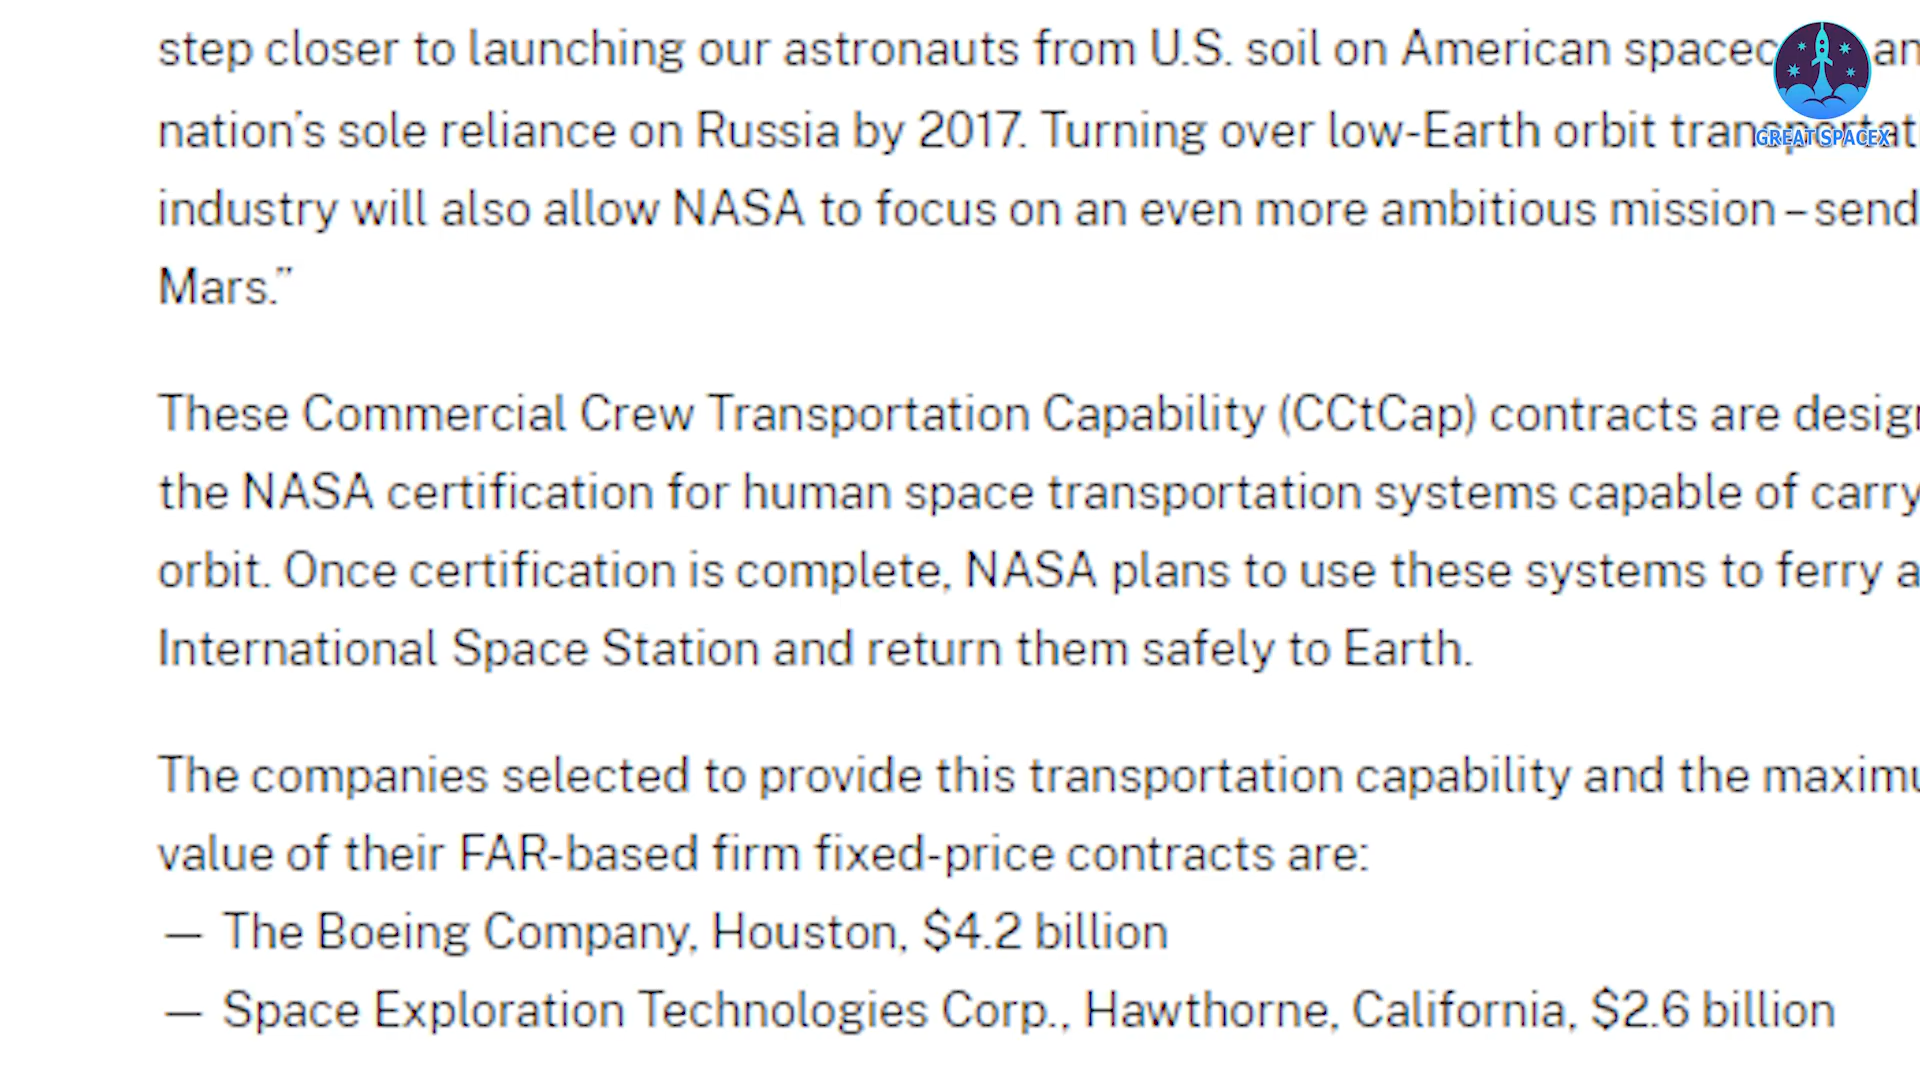 step closer to launching our astronauts from U.S. soil on American
nation’s sole reliance on Russia by 2017. Turning over low-Earth orbit
industry will also allow NASA to focus on an even more ambitious mission – send
Mars.”
These Commercial Crew Transportation Capability (CCtCap) contracts are
the NASA certification for human space transportation systems capable of carry
orbit. Once certification is complete, NASA plans to use these systems to ferry a
International Space Station and return them safely to Earth.
The companies selected to provide this transportation capability and the
value of their FAR-based firm fixed-price contracts are:
— The Boeing Company, Houston, $4.2 billion
— Space Exploration Technologies Corp., Hawthorne, California, $2.6 billion
GREAT SPACEX